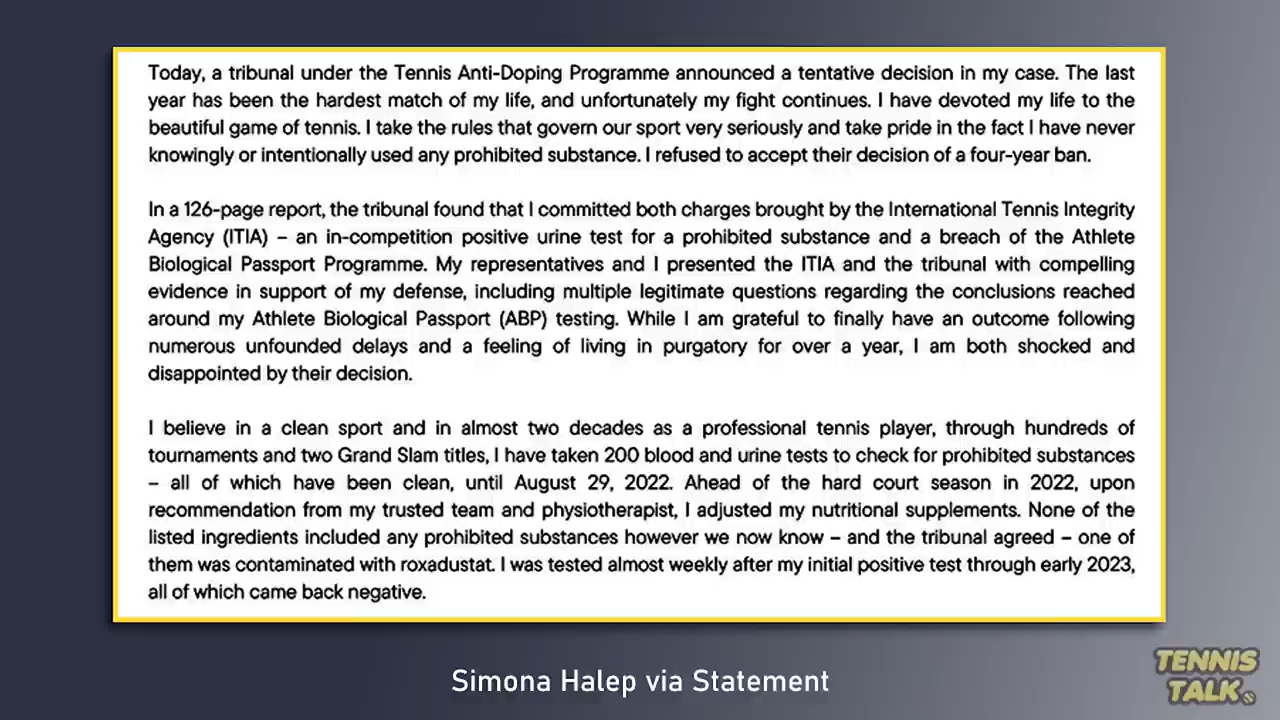 Today, a tribunal under the Tennis Anti-Doping Programme announced a tentative decision in my case. The last
year has been the hardest match of my life, and unfortunately my fight continues. I have devoted my life to the
beautiful game of tennis. I take the rules that govern our sport very seriously and take pride in the fact I have never
knowingly or intentionally used any prohibited substance. I refused to accept their decision of a four-year ban.
In a 126-page report, the tribunal found that I committed both charges brought by the International Tennis Integrity
Agency (ITIA) – an in-competition positive urine test for a prohibited substance and a breach of the Athlete
Biological Passport Programme. My representatives and I presented the ITIA and the tribunal with compelling
evidence in support of my defense, including multiple legitimate questions regarding the conclusions reached
around my Athlete Biological Passport (ABP) testing. While I am grateful to finally have an outcome following
numerous unfounded delays and a feeling of living in purgatory for over a year, I am both shocked and
disappointed by their decision.
I believe in a clean sport and in almost two decades as a professional tennis player, through hundreds of
tournaments and two Grand Slam titles, I have taken 200 blood and urine tests to check for prohibited substances
– all of which have been clean, until August 29, 2022. Ahead of the hard court season in 2022, upon
recommendation from my trusted team and physiotherapist, I adjusted my nutritional supplements. None of the
listed ingredients included any prohibited substances however we now know – and the tribunal agreed – one of
them was contaminated with roxadustat. I was tested almost weekly after my initial positive test through early 2023,
all of which came back negative.
Simona Halep via Statement
TENNIS
TALK